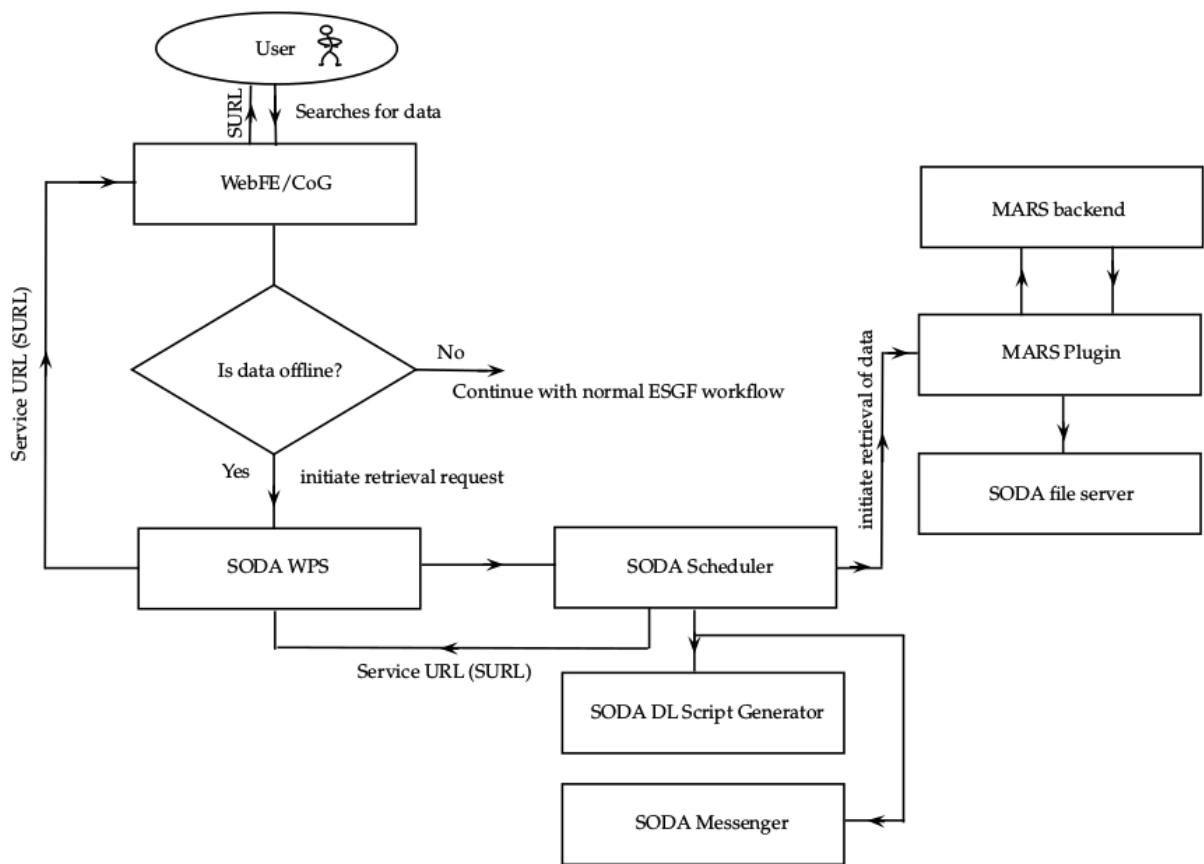 User
SURL
Searches for data
WebFE/CoG
MARS backend
Service URL (SURL)
Is data offline?
No
Continue with normal ESGF workflow
initiate retrieval of data
MARS Plugin
Yes
initiate retrieval request
SODA file server
SODA WPS
SODA Scheduler
Service URL (SURL)
SODA DL Script Generator
SODA Messenger